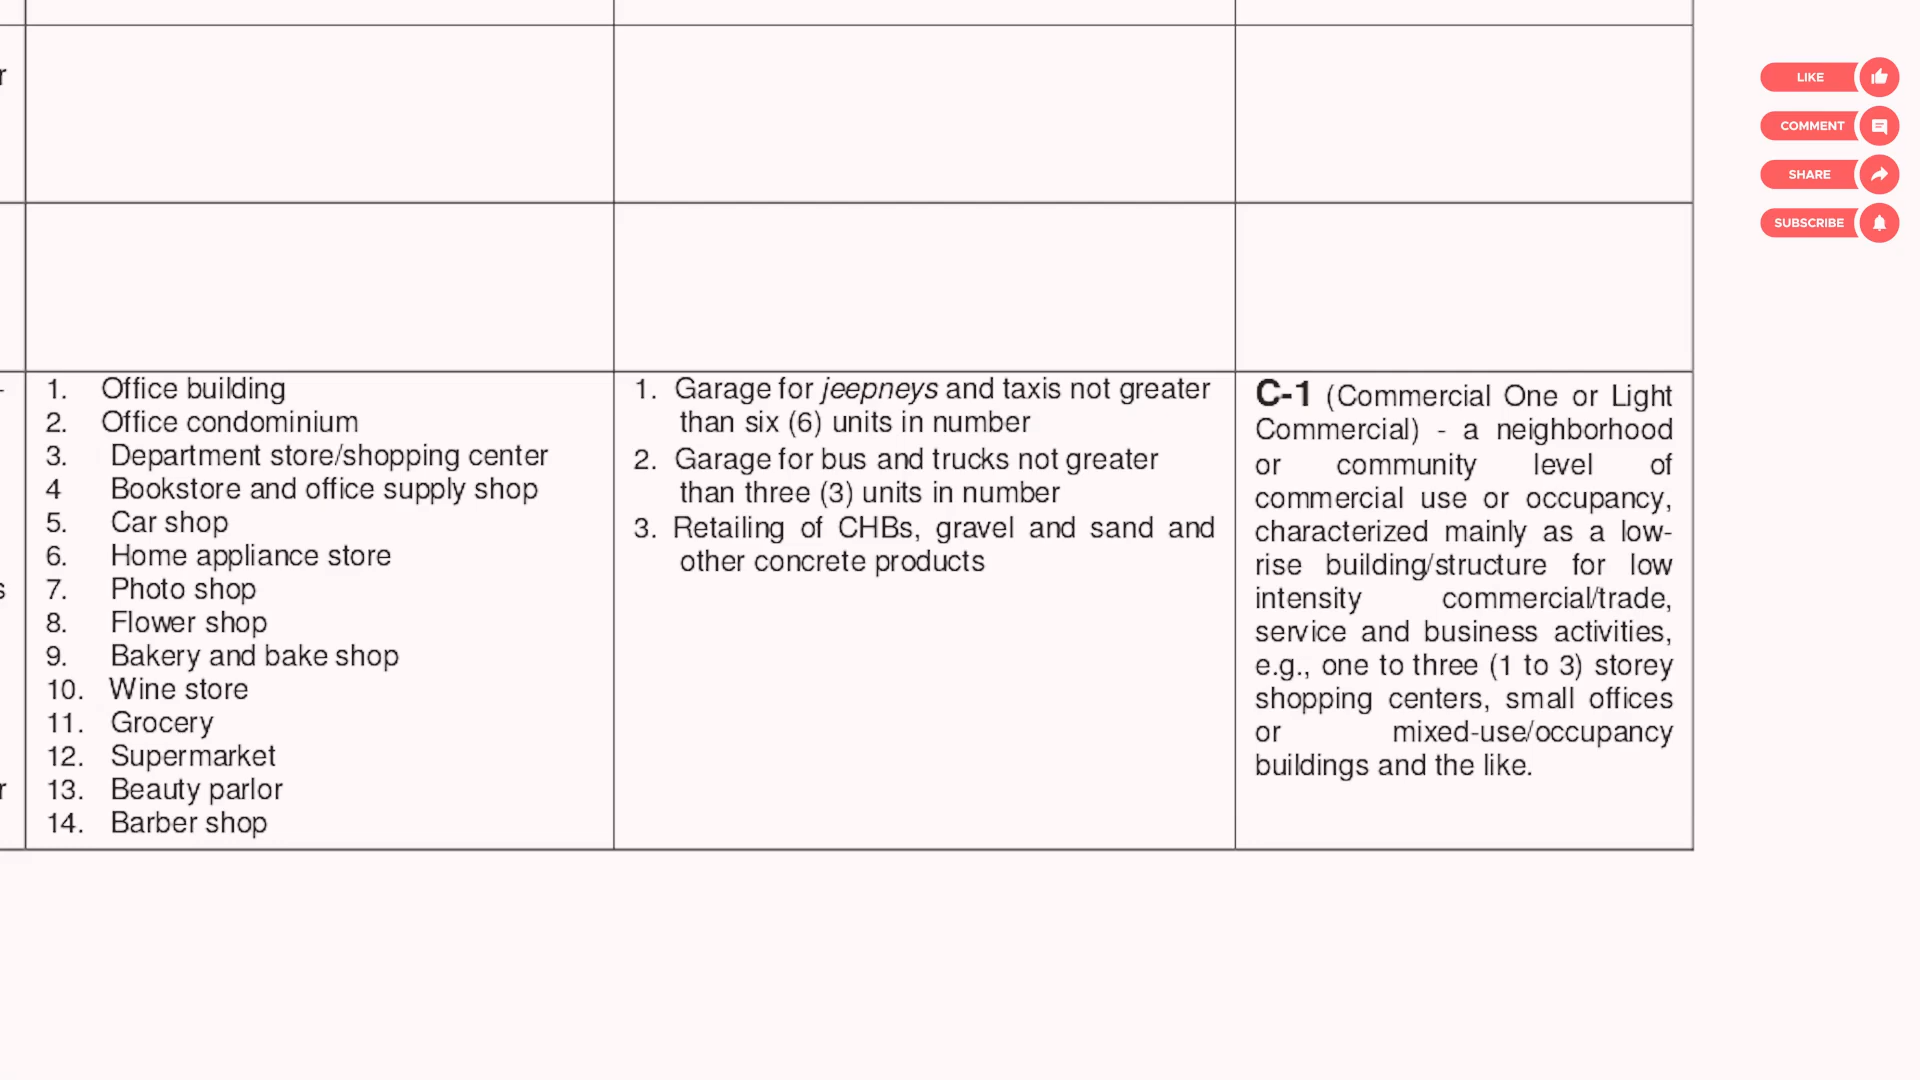 r
-
s
r
1. Office building
2. Office condominium
3. Department store/shopping center
4 Bookstore and office supply shop
5. Car shop
6. Home appliance store
7. Photo shop
8. Flower shop
9. Bakery and bake shop
10. Wine store
11. Grocery
12. Supermarket
13. Beauty parlor
14. Barber shop
1. Garage for jeepneys and taxis not greater
than six (6) units in number
2. Garage for bus and trucks not greater
than three (3) units in number
3. Retailing of CHBs, gravel and sand and
other concrete products
C-1 (Commercial One or Light
Commercial) - a neighborhood
or community level of
commercial use or occupancy,
characterized mainly as a low-
rise building/structure for low
intensity commercial/trade,
service and business activities,
e.g., one to three (1 to 3) storey
shopping centers, small offices
or mixed-use/occupancy
buildings and the like.
LIKE
COMMENT
SHARE
SUBSCRIBE